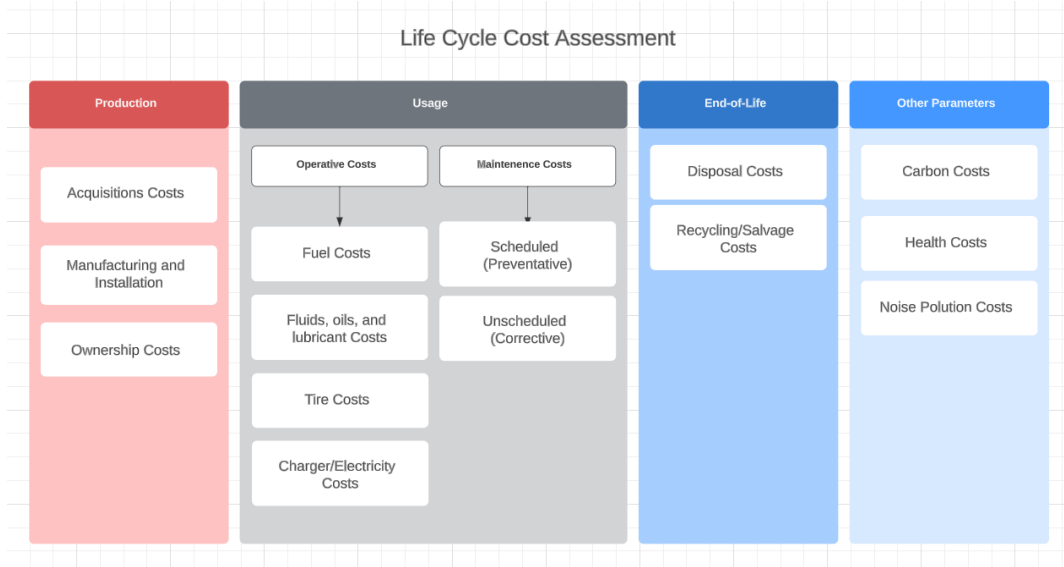 Life Cycle Cost Assessment
Production
Acquisitions Costs
Manufacturing and
Installation
Ownership Costs
Usage
Operative Costs
Fuel Costs
Fluids, oils, and
lubricant Costs
Tire Costs
Charger/Electricity
Costs
Maintenence Costs
Scheduled
(Preventative)
Unscheduled
(Corrective)
End-of-Life
Disposal Costs
Recycling/Salvage
Costs
Other Parameters
Carbon Costs
Health Costs
Noise Polution Costs